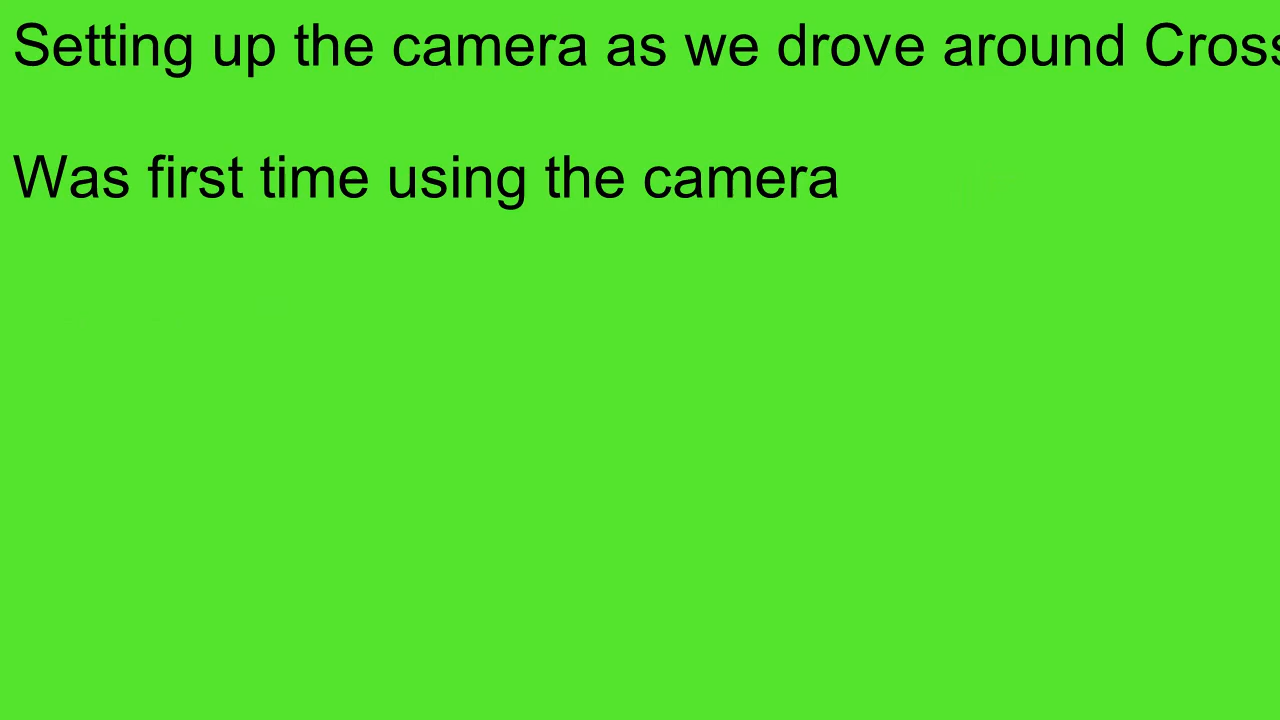 Setting up the camera as we drove around Cross
Was first time using the camera